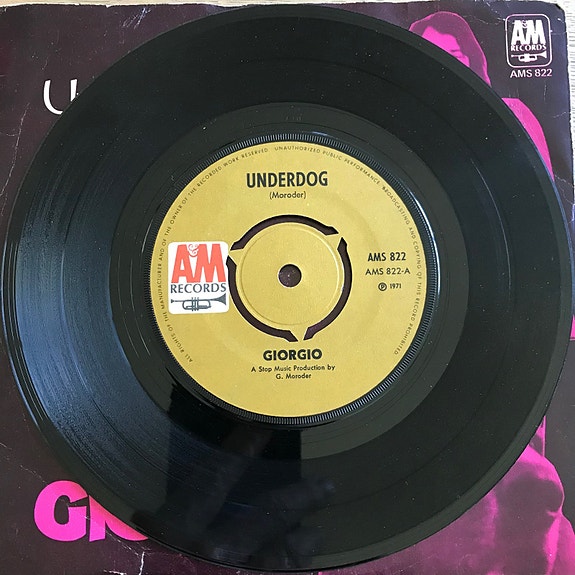 U
A&M
RECORDS
AMS 822
ALL RIGHTS OF THE MANUFACTURER AND OF THE OWNER OF THE RECORDED WORK RESERVED. UNAUTHORIZED PUBLIC PERFORMANCE, BROADCASTING AND COPYING OF THIS RECORD PROHIBITED
UNDERDOG
(Moroder)
A&M
RECORDS
AMS 822
AMS 822-A
Ⓟ 1971
GIORGIO
A Stop Music Production by
G. Moroder
GI